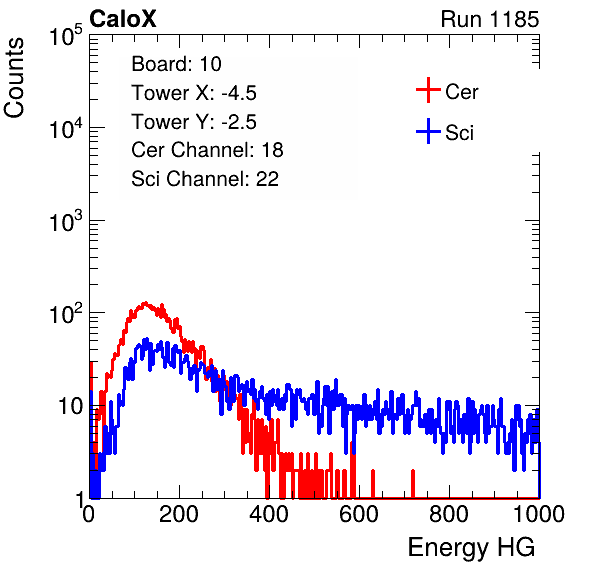 CaloX Run 1185
Counts
10^5
10^4
10^3
10^2
10
1
Board: 10
Tower X: -4.5
Tower Y: -2.5
Cer Channel: 18
Sci Channel: 22
Cer
Sci
0 200 400 600 800 1000
Energy HG